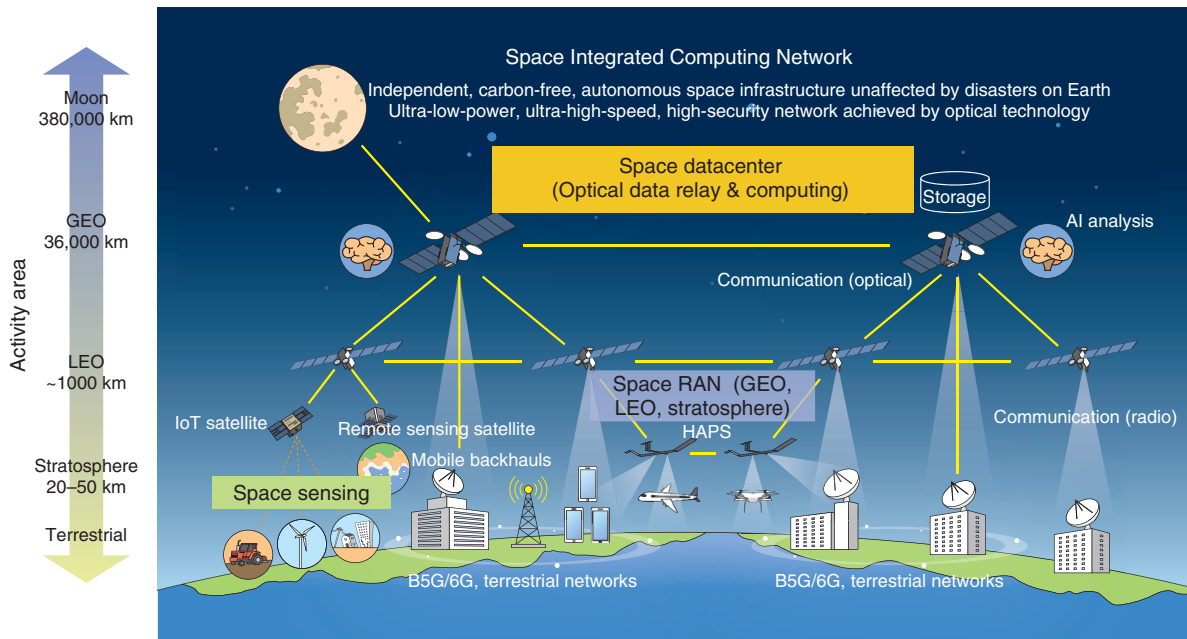 Space Integrated Computing Network
Independent, carbon-free, autonomous space infrastructure unaffected by disasters on Earth
Ultra-low-power, ultra-high-speed, high-security network achieved by optical technology
Activity area
Moon
380,000 km
GEO
36,000 km
LEO
~1000 km
Stratosphere
20–50 km
Terrestrial
Space datacenter
(Optical data relay & computing)
Storage
AI analysis
Communication (optical)
Space RAN (GEO,
LEO, stratosphere)
HAPS
IoT satellite
Remote sensing satellite
Communication (radio)
Mobile backhauls
Space sensing
B5G/6G, terrestrial networks
B5G/6G, terrestrial networks